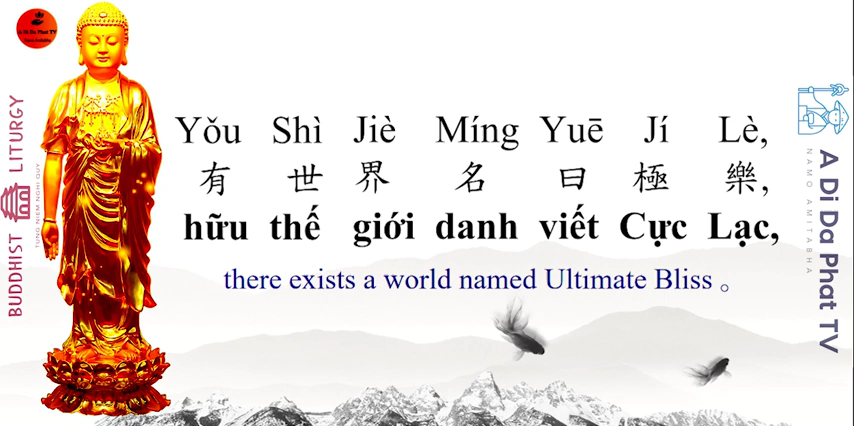 BUDDHIST LITURGY
TỤNG NIỆM NGHI QUỸ
Yǒu Shì Jiè Míng Yuē Jí Lè,
有 世 界 名 曰 極 樂,
hữu thế giới danh viết Cực Lạc,
there exists a world named Ultimate Bliss 。
A Di Da Phat TV
NAMO AMITABHA